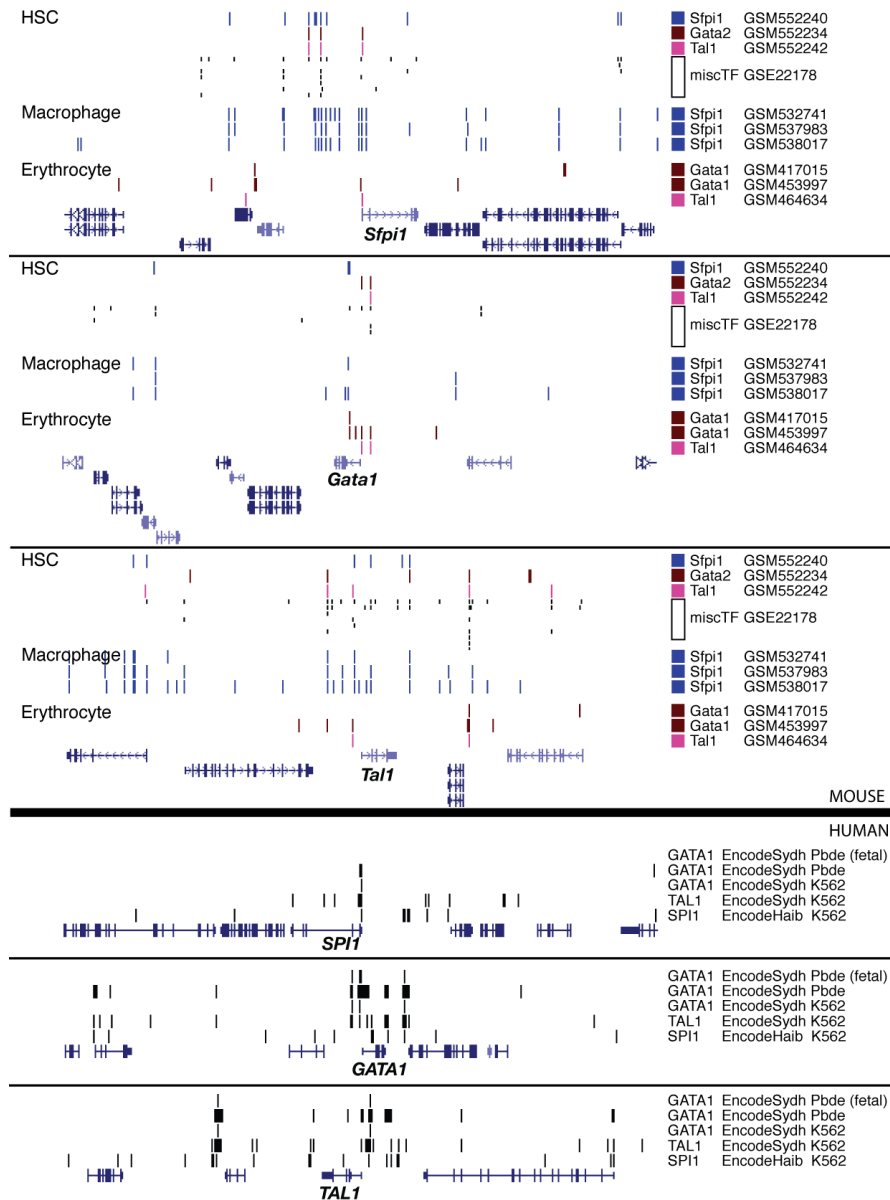 HSC
Sfpi1 GSM552240
Gata2 GSM552234
Tal1 GSM552242
miscTF GSE22178
Macrophage
Sfpi1 GSM532741
Sfpi1 GSM537983
Sfpi1 GSM538017
Erythrocyte
Gata1 GSM417015
Gata1 GSM453997
Tal1 GSM464634
Sfpi1
HSC
Sfpi1 GSM552240
Gata2 GSM552234
Tal1 GSM552242
miscTF GSE22178
Macrophage
Sfpi1 GSM532741
Sfpi1 GSM537983
Sfpi1 GSM538017
Erythrocyte
Gata1 GSM417015
Gata1 GSM453997
Tal1 GSM464634
Gata1
HSC
Sfpi1 GSM552240
Gata2 GSM552234
Tal1 GSM552242
miscTF GSE22178
Macrophage
Sfpi1 GSM532741
Sfpi1 GSM537983
Sfpi1 GSM538017
Erythrocyte
Gata1 GSM417015
Gata1 GSM453997
Tal1 GSM464634
Tal1
MOUSE
HUMAN
GATA1 EncodeSydh Pbde (fetal)
GATA1 EncodeSydh Pbde
GATA1 EncodeSydh K562
TAL1 EncodeSydh K562
SPI1 EncodeHaib K562
SPI1
GATA1 EncodeSydh Pbde (fetal)
GATA1 EncodeSydh Pbde
GATA1 EncodeSydh K562
TAL1 EncodeSydh K562
SPI1 EncodeHaib K562
GATA1
GATA1 EncodeSydh Pbde (fetal)
GATA1 EncodeSydh Pbde
GATA1 EncodeSydh K562
TAL1 EncodeSydh K562
SPI1 EncodeHaib K562
TAL1